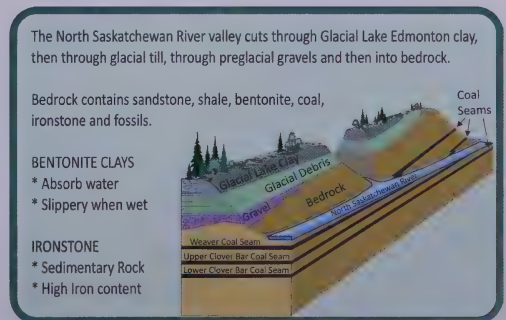 The North Saskatchewan River valley cuts through Glacial Lake Edmonton clay,
then through glacial till, through preglacial gravels and then into bedrock.
Bedrock contains sandstone, shale, bentonite, coal,
ironstone and fossils.
BENTONITE CLAYS
* Absorb water
* Slippery when wet
IRONSTONE
* Sedimentary Rock
* High Iron content
Coal
Seams
Glacial Lake Clay
Glacial Debris
Gravel
Bedrock
North Saskatchewan River
Weaver Coal Seam
Upper Clover Bar Coal Seam
Lower Clover Bar Coal Seam